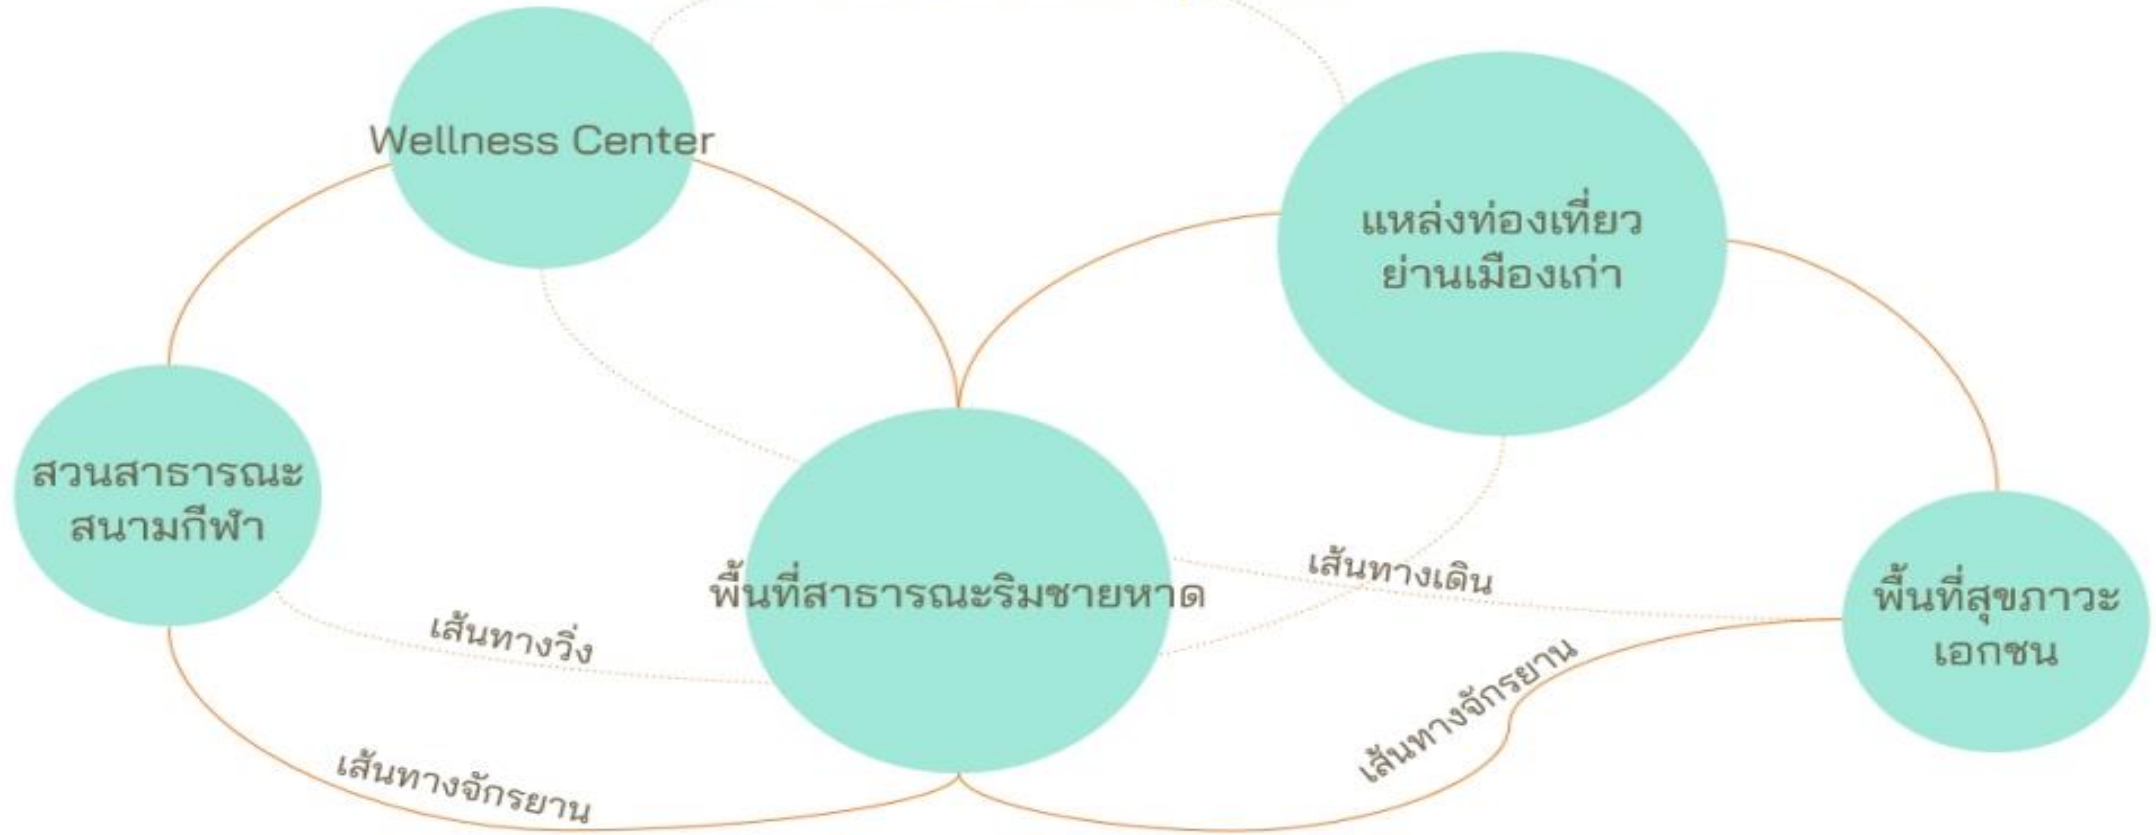 Wellness Center
แหล่งท่องเที่ยว
ย่านเมืองเก่า
สวนสาธารณะ
สนามกีฬา
พื้นที่สาธารณะริมชายหาด
เส้นทางเดิน
พื้นที่สุขภาวะ
เอกชน
เส้นทางวิ่ง
เส้นทางจักรยาน
เส้นทางจักรยาน